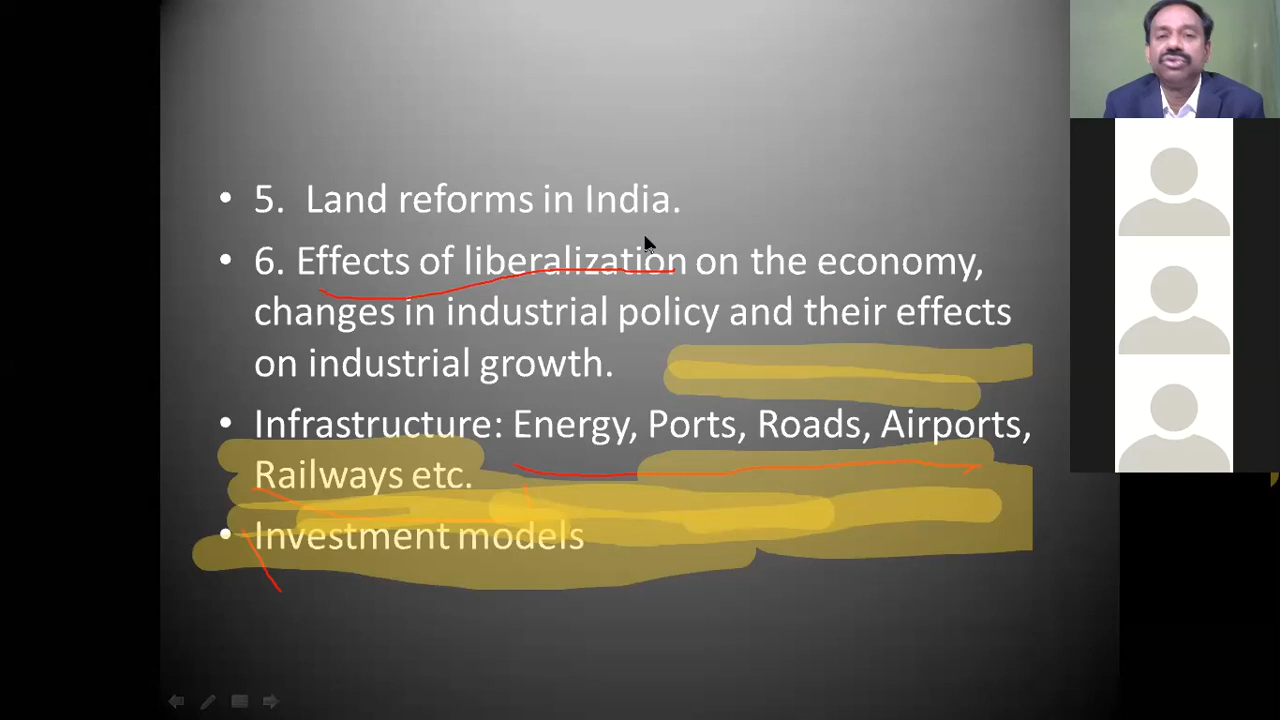 • 5. Land reforms in India.
• 6. Effects of liberalization on the economy,
changes in industrial policy and their effects
on industrial growth.
• Infrastructure: Energy, Ports, Roads, Airports,
Railways etc.
• Investment models